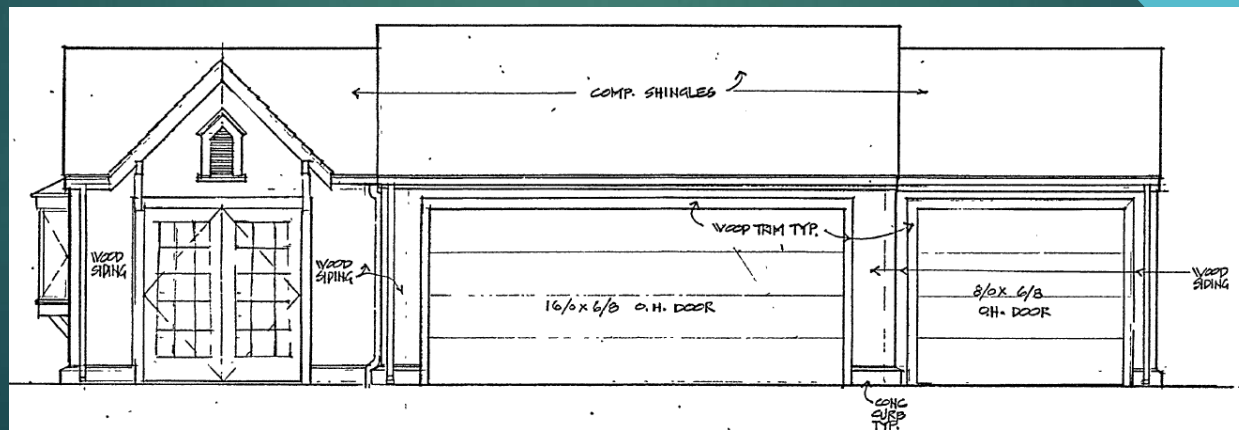 COMP. SHINGLES
WOOD TRIM TYP.
WOOD
SIDING
WOOD
SIDING
WOOD
SIDING
16/0 x 6/8 O.H. DOOR
8/0 x 6/8
O.H. DOOR
CONC
CURB
TYP.